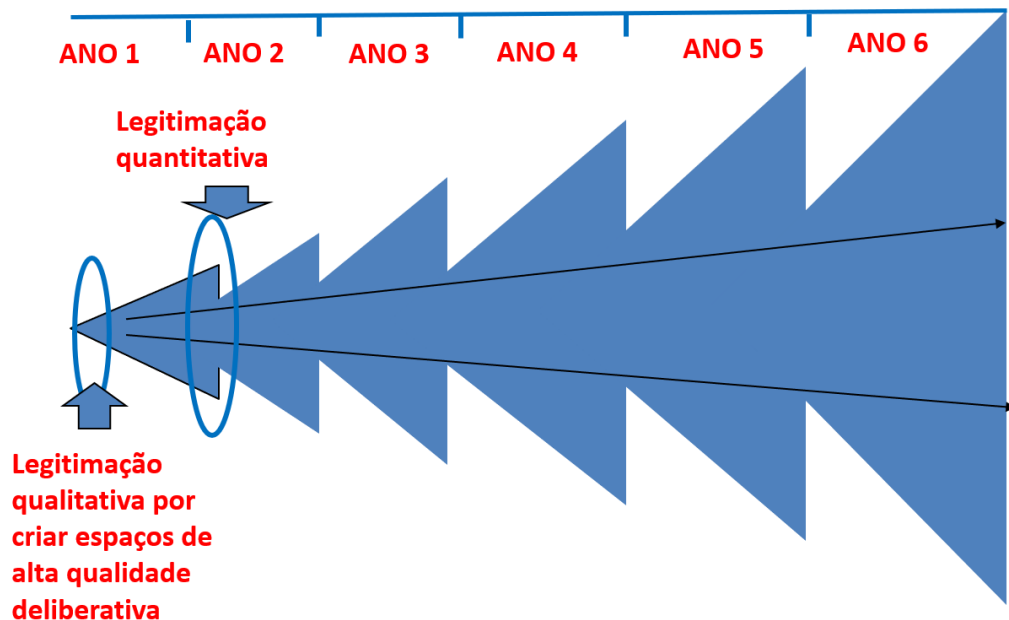 ANO 1
ANO 2
ANO 3
ANO 4
ANO 5
ANO 6
Legitimação
quantitativa
Legitimação
qualitativa por
criar espaços de
alta qualidade
deliberativa